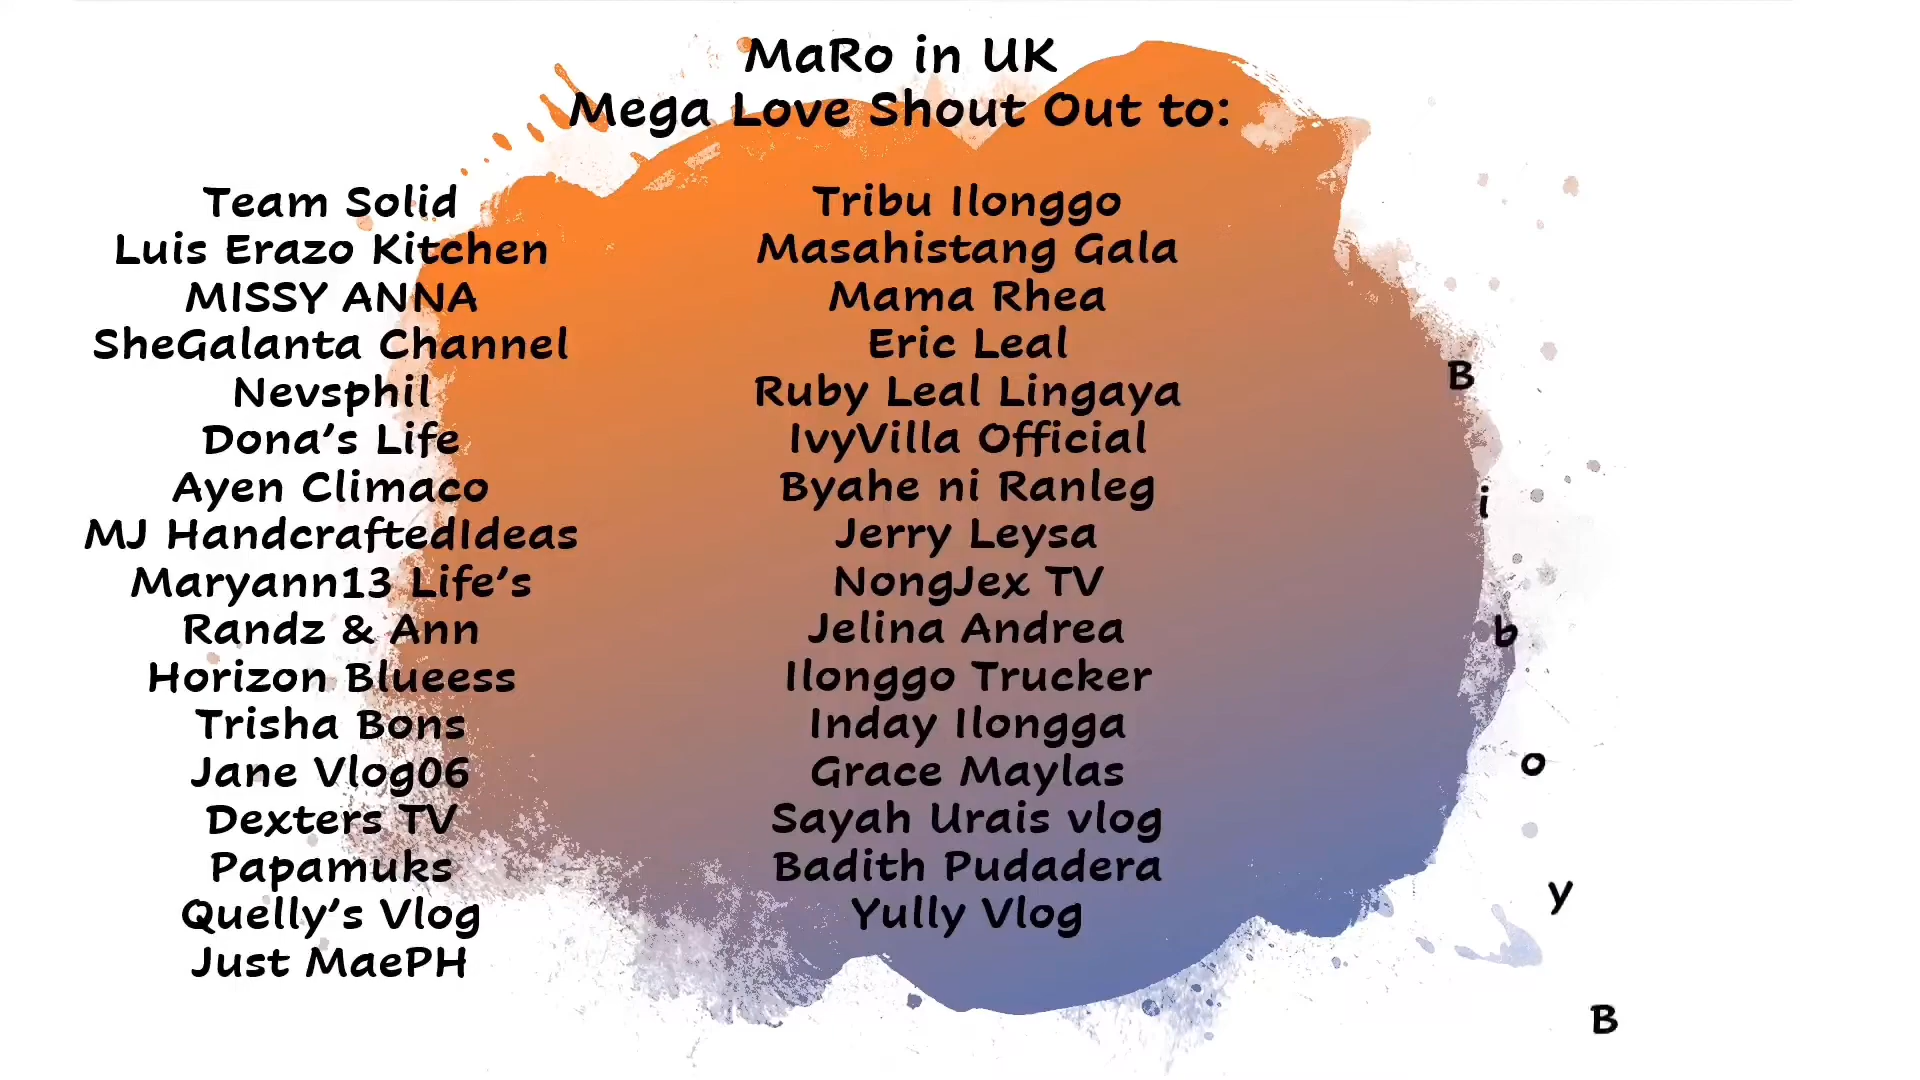 MaRo in UK
Mega Love Shout Out to:
Team Solid
Luis Erazo Kitchen
MISSY ANNA
SheGalanta Channel
Nevsphil
Dona's Life
Ayen Climaco
MJ HandcraftedIdeas
Maryann13 Life's
Randz & Ann
Horizon Blueess
Trisha Bons
Jane Vlog06
Dexters TV
Papamuks
Quelly's Vlog
Just MaePH
Tribu Ilonggo
Masahistang Gala
Mama Rhea
Eric Leal
Ruby Leal Lingaya
IvyVilla Official
Byahe ni Ranleg
Jerry Leysa
NongJex TV
Jelina Andrea
Ilonggo Trucker
Inday Ilongga
Grace Maylas
Sayah Urais vlog
Badith Pudadera
Yully Vlog
B
i
b
o
y
B